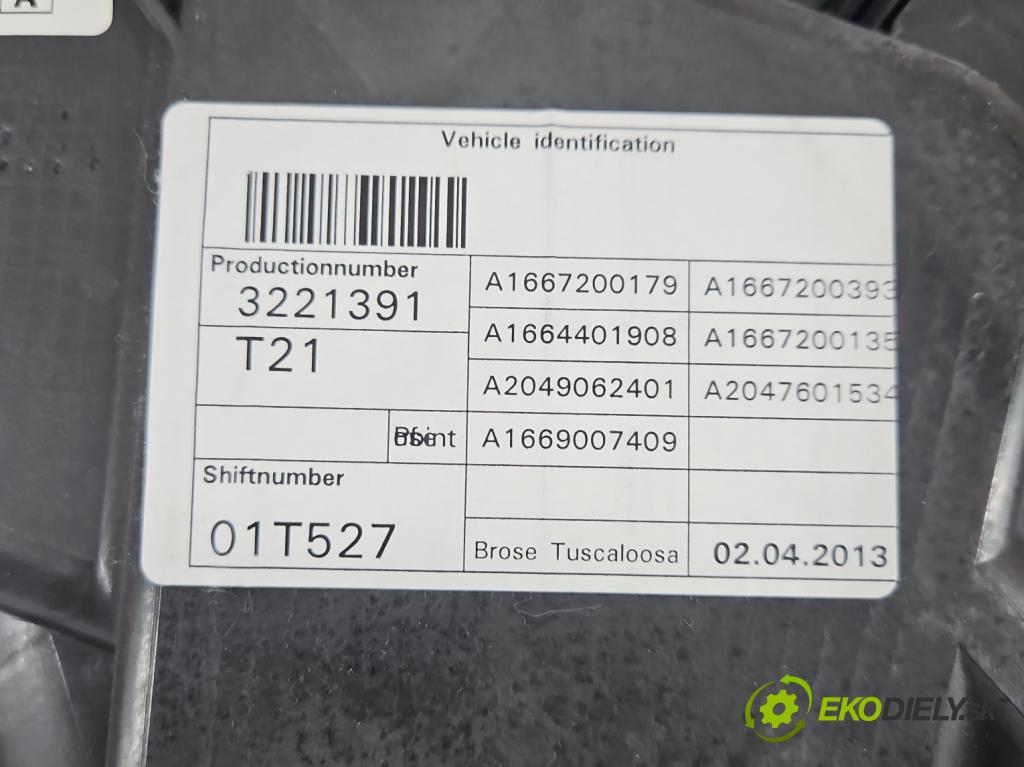 A
Vehicle identification
Productionnumber
3221391
T21
A1667200179 A1667200393
A1664401908 A1667200135
A2049062401 A2047601534
A1669007409
Shiftnumber
01T527
Brose Tuscaloosa 02.04.2013
EKODIELY.SK